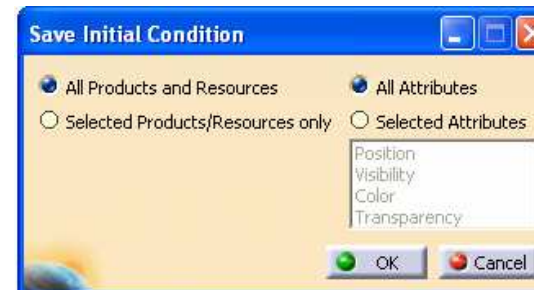 Save Initial Condition
All Products and Resources
All Attributes
Selected Products/Resources only
Selected Attributes
Position
Visibility
Color
Transparency
OK
Cancel